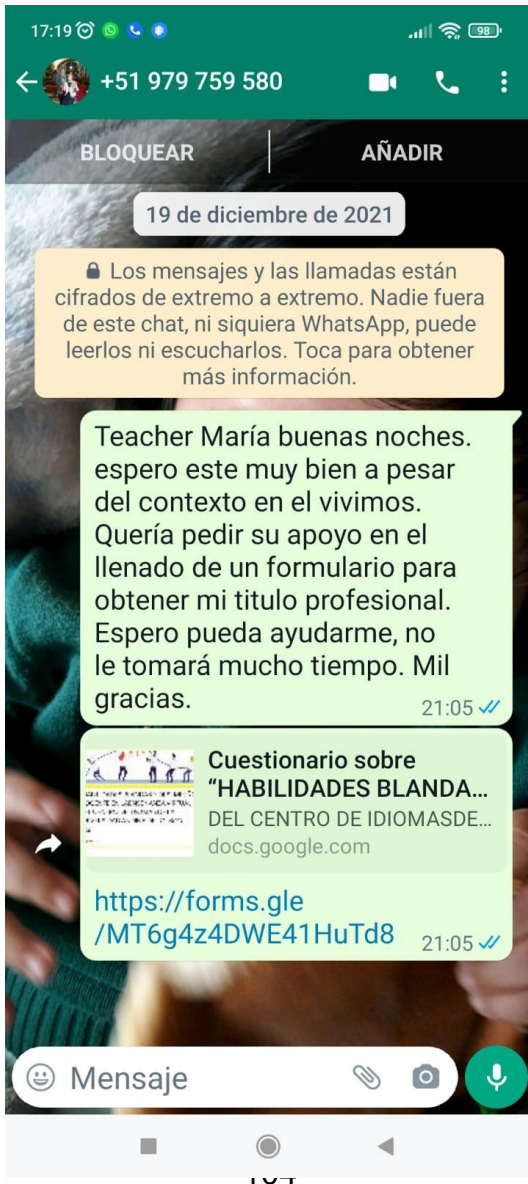 17:19
98
+51 979 759 580
BLOQUEAR
AÑADIR
19 de diciembre de 2021
Los mensajes y las llamadas están
cifrados de extremo a extremo. Nadie fuera
de este chat, ni siquiera WhatsApp, puede
leerlos ni escucharlos. Toca para obtener
más información.
Teacher María buenas noches.
espero este muy bien a pesar
del contexto en el vivimos.
Quería pedir su apoyo en el
llenado de un formulario para
obtener mi titulo profesional.
Espero pueda ayudarme, no
le tomará mucho tiempo. Mil
gracias.
21:05
Cuestionario sobre
“HABILIDADES BLANDA...
DEL CENTRO DE IDIOMASDE...
docs.google.com
https://forms.gle
/MT6g4z4DWE41HuTd8
21:05
Mensaje